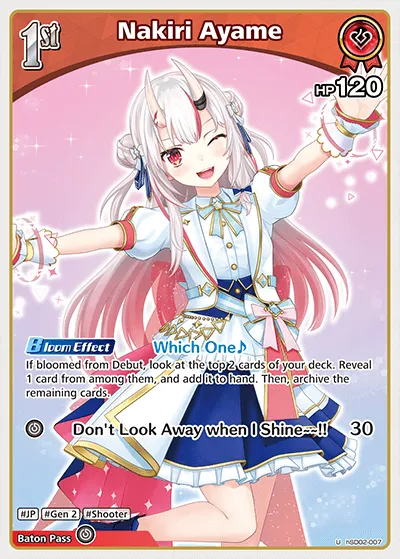 1st
Nakiri Ayame
HP 120
Bloom Effect
Which One♪
If bloomed from Debut, look at the top 2 cards of your deck. Reveal
1 card from among them, and add it to hand. Then, archive the
remaining cards.
Don't Look Away when I Shine~~!! 30
#JP #Gen 2 #Shooter
Baton Pass
U hSD02-007